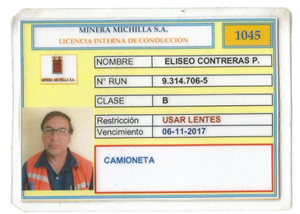 MINERA MICHILLA S.A.
LICENCIA INTERNA DE CONDUCCION
1045
MINERA MICHILLA S.A.
NOMBRE ELISEO CONTRERAS P.
N° RUN 9.314.706-5
CLASE B
Restricción USAR LENTES
Vencimiento 06-11-2017
CAMIONETA